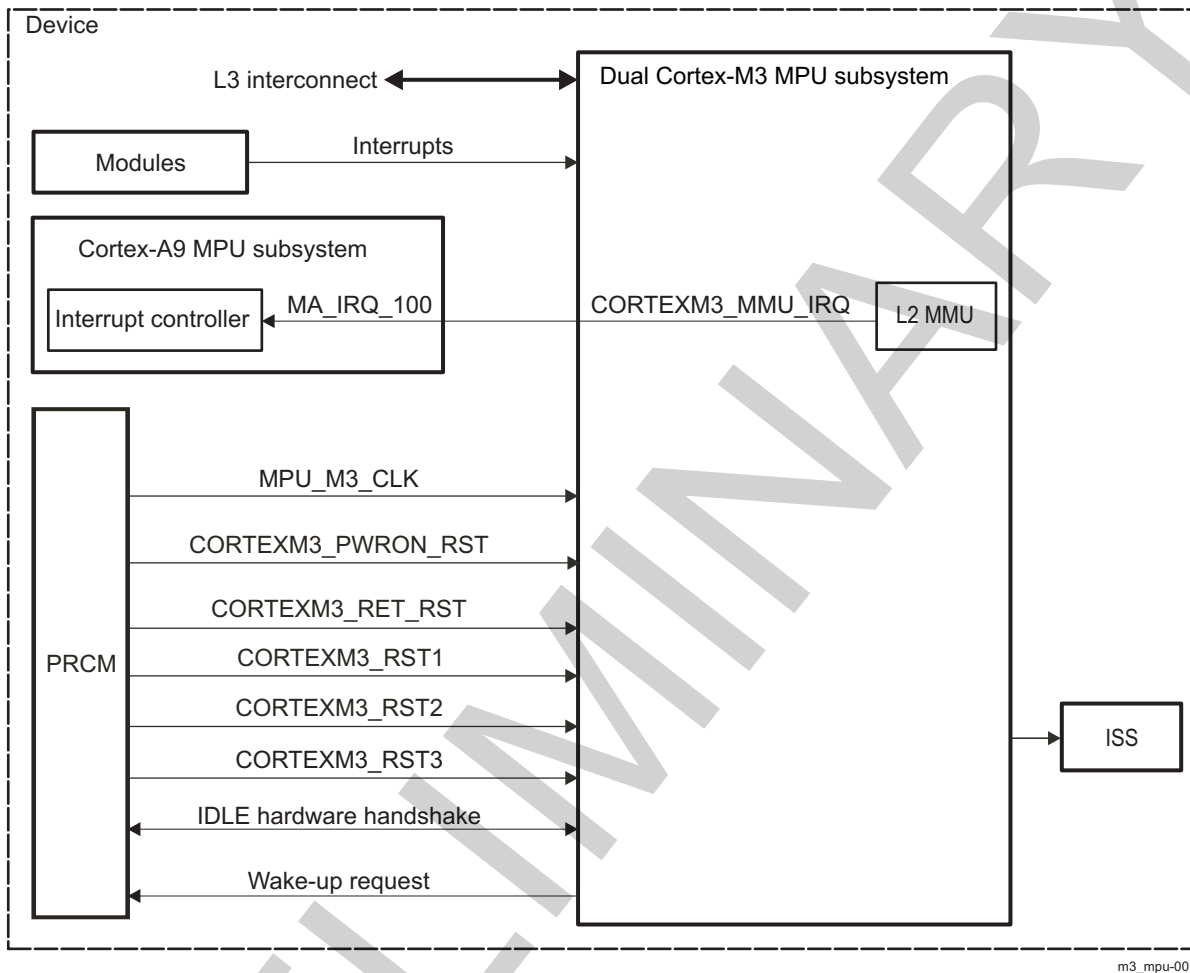 Device
L3 interconnect
Dual Cortex-M3 MPU subsystem
Modules
Interrupts
Cortex-A9 MPU subsystem
Interrupt controller
MA_IRQ_100
CORTEXM3_MMU_IRQ
L2 MMU
PRCM
MPU_M3_CLK
CORTEXM3_PWRON_RST
CORTEXM3_RET_RST
CORTEXM3_RST1
CORTEXM3_RST2
CORTEXM3_RST3
IDLE hardware handshake
Wake-up request
ISS
LIMINARY
m3_mpu-00